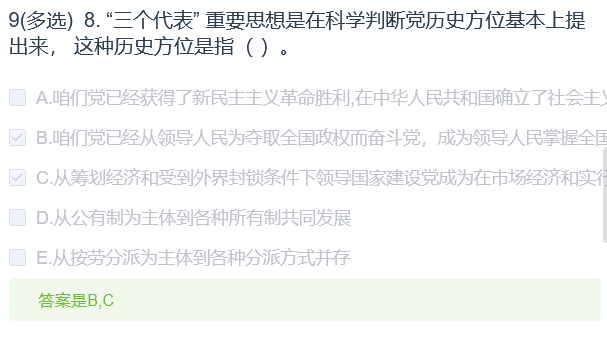 9(多选) 8. “三个代表” 重要思想是在科学判断党历史方位基本上提
出来， 这种历史方位是指（ ）。
A.咱们党已经获得了新民主主义革命胜利,在中华人民共和国确立了社会主
B.咱们党已经从领导人民为夺取全国政权而奋斗党，成为领导人民掌握全国
C.从筹划经济和受到外界封锁条件下领导国家建设党成为在市场经济和实行
D.从公有制为主体到各种所有制共同发展
E.从按劳分派为主体到各种分派方式并存
答案是B,C